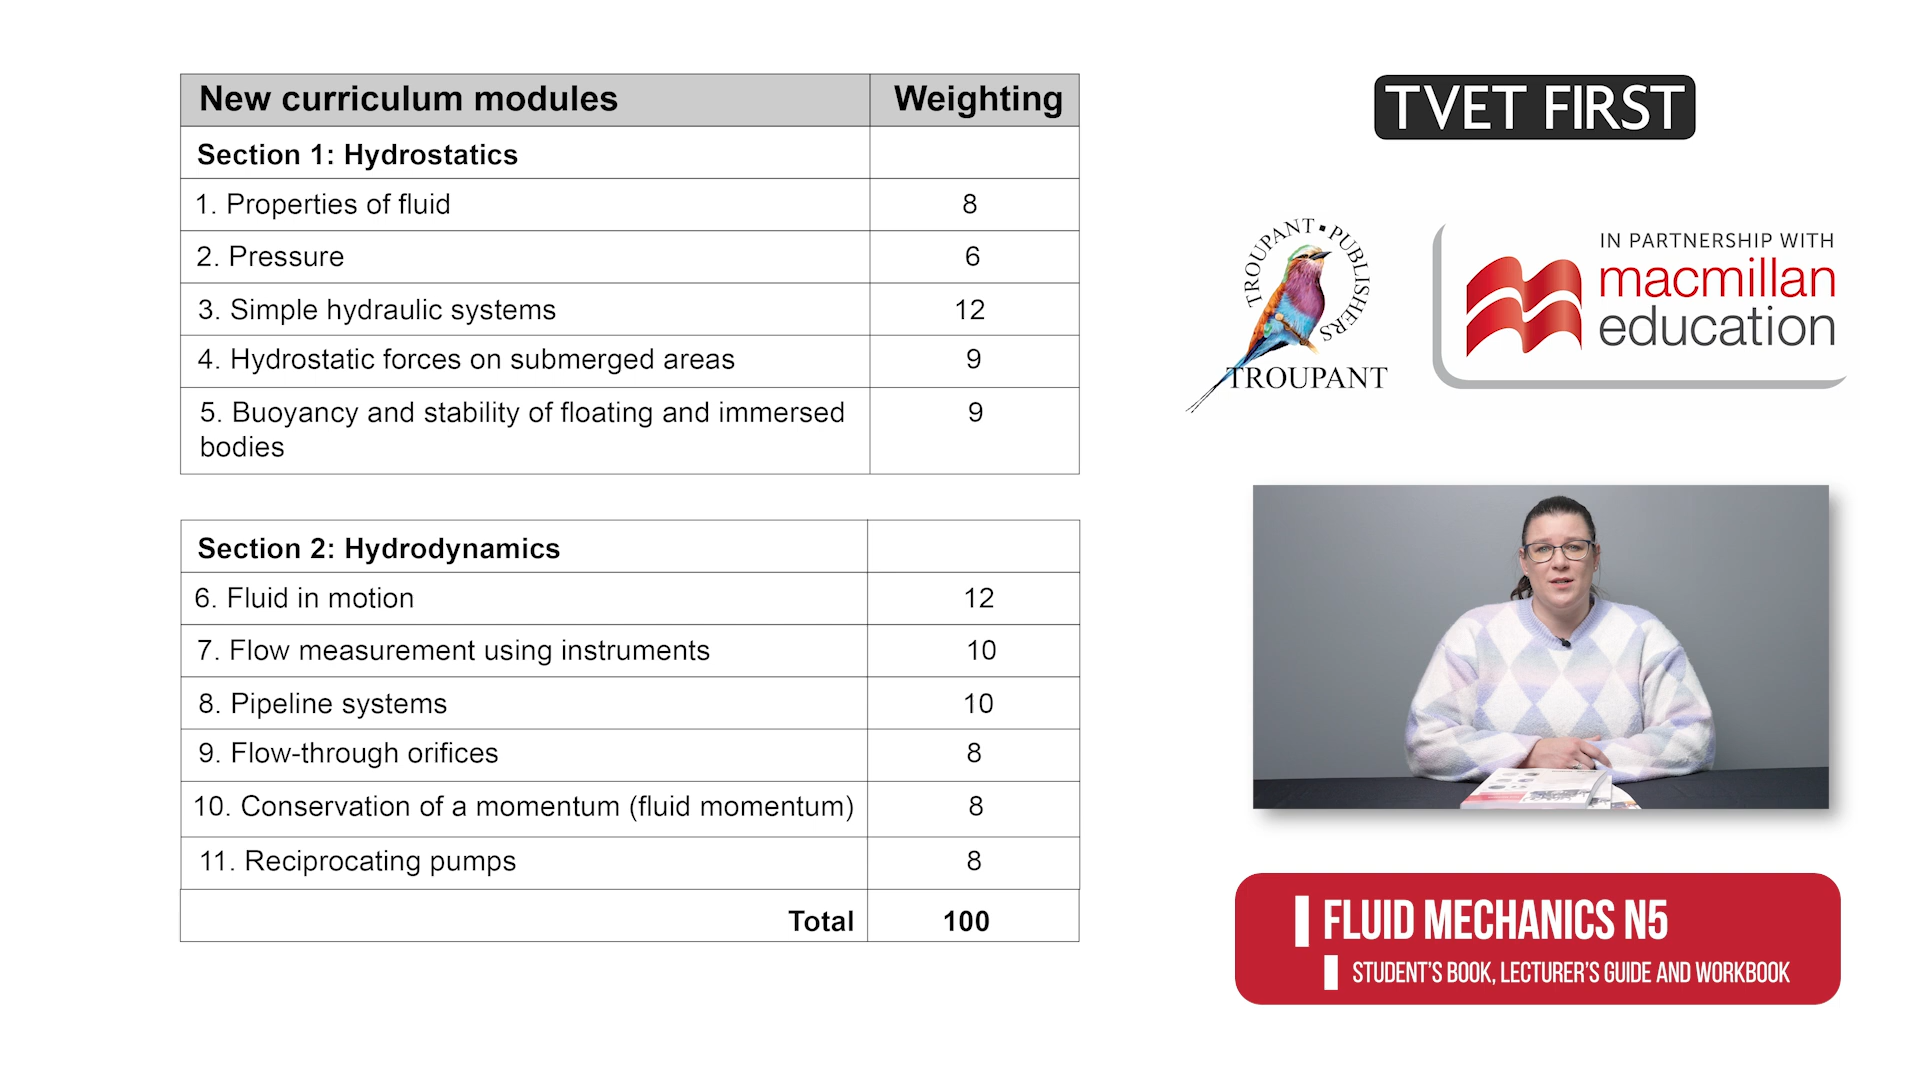 New curriculum modules Weighting
Section 1: Hydrostatics
1. Properties of fluid 8
2. Pressure 6
3. Simple hydraulic systems 12
4. Hydrostatic forces on submerged areas 9
5. Buoyancy and stability of floating and immersed 9
bodies
Section 2: Hydrodynamics
6. Fluid in motion 12
7. Flow measurement using instruments 10
8. Pipeline systems 10
9. Flow-through orifices 8
10. Conservation of a momentum (fluid momentum) 8
11. Reciprocating pumps 8
Total 100
TVET FIRST
TROUPANT ▪ PUBLISHERS
TROUPANT
IN PARTNERSHIP WITH
macmillan
education
FLUID MECHANICS N5
STUDENT'S BOOK, LECTURER'S GUIDE AND WORKBOOK